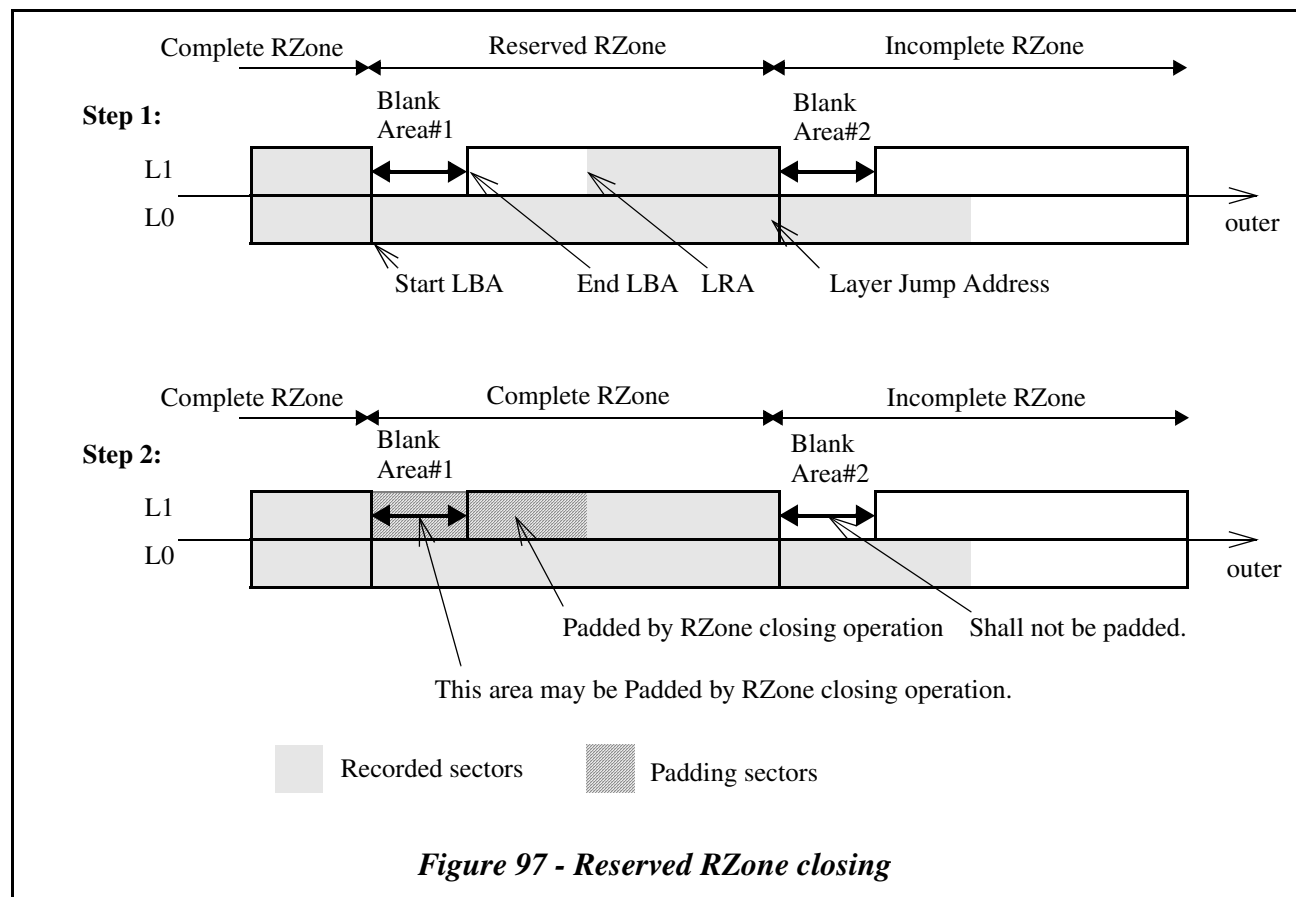 Complete RZone Reserved RZone Incomplete RZone
Step 1:
Blank
Area#1
Blank
Area#2
L1
L0
outer
Start LBA End LBA LRA Layer Jump Address
Complete RZone Complete RZone Incomplete RZone
Step 2:
Blank
Area#1
Blank
Area#2
L1
L0
outer
Padded by RZone closing operation Shall not be padded.
This area may be Padded by RZone closing operation.
Recorded sectors Padding sectors
Figure 97 - Reserved RZone closing